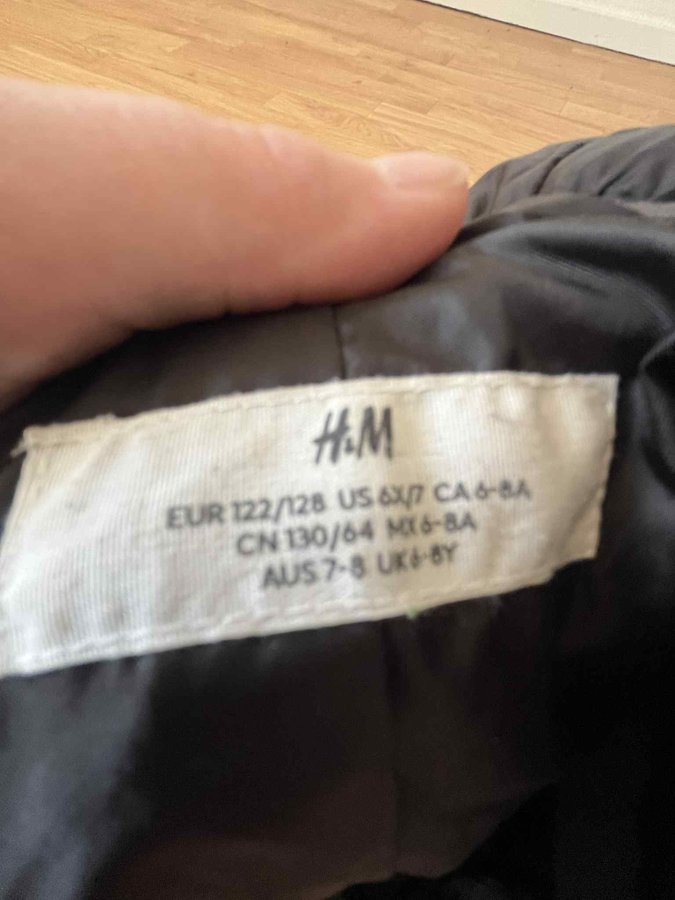 H&M
EUR 122/128 US 6X/7 CA 6-8A
CN 130/64 MX 6-8A
AUS 7-8 UK 6-8Y